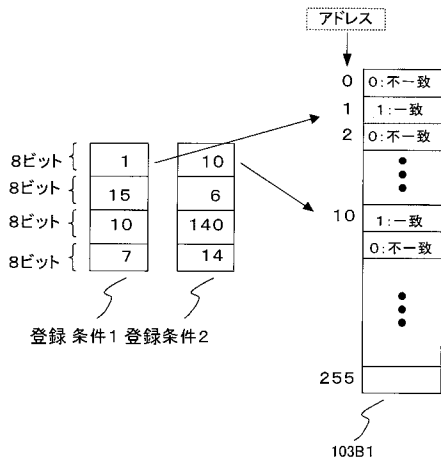 アドレス
0 0:不一致
1 1:一致
2 0:不一致
8ビット 1 10
8ビット 15 6
8ビット 10 140
8ビット 7 14
10 1:一致
0:不一致
登録 条件1 登録条件2
255
103B1